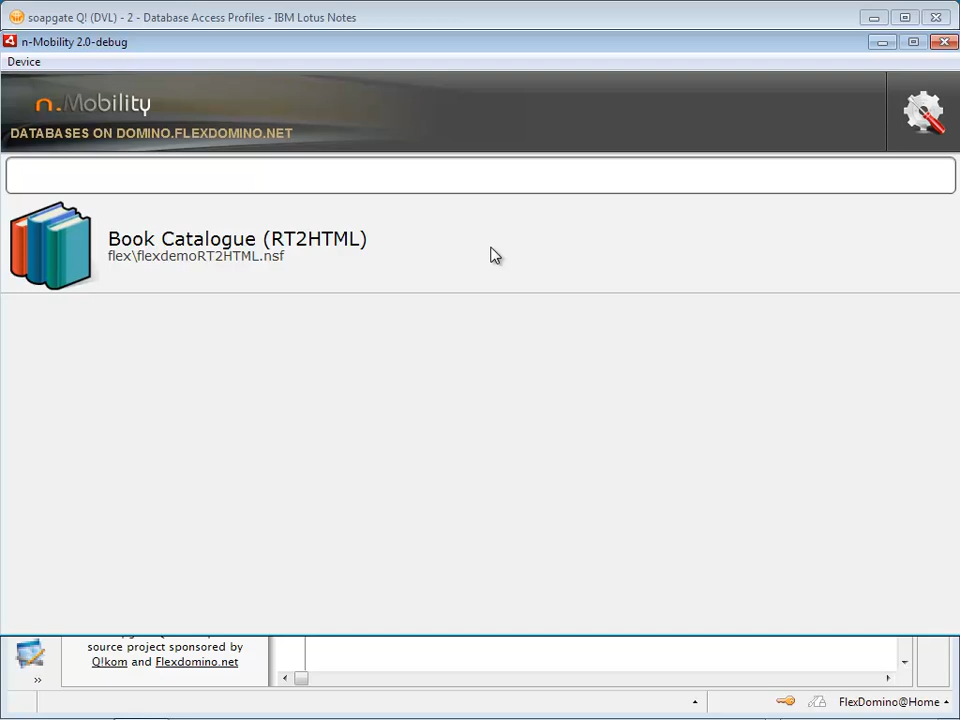 soapgate Q! (DVL) - 2 - Database Access Profiles - IBM Lotus Notes
n-Mobility 2.0-debug
Device
n.Mobility
DATABASES ON DOMINO.FLEXDOMINO.NET
Book Catalogue (RT2HTML)
flex\flexdemoRT2HTML.nsf
source project sponsored by
Q!kom and Flexdomino.net
»
FlexDomino@Home